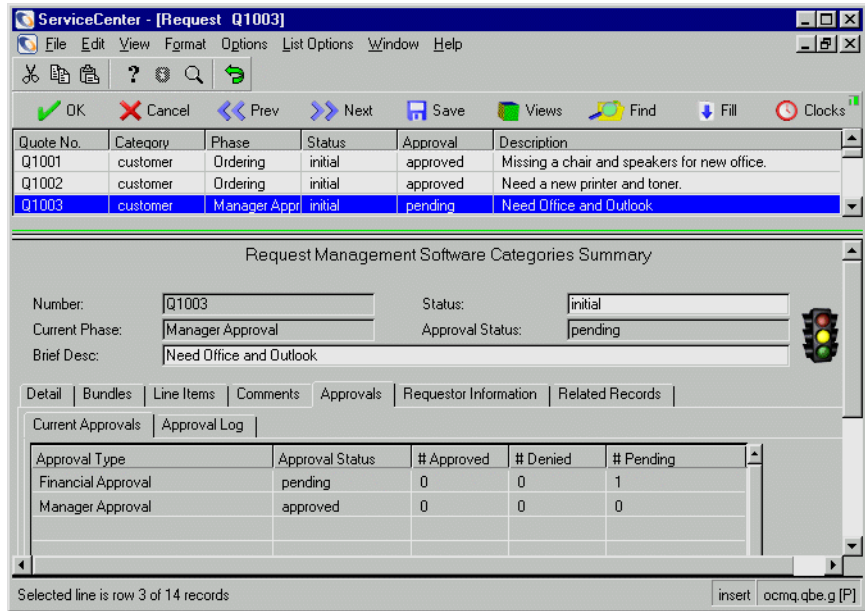 ServiceCenter - [Request Q1003]
File Edit View Format Options List Options Window Help
OK Cancel Prev Next Save Views Find Fill Clocks
Quote No. Category Phase Status Approval Description
Q1001 customer Ordering initial approved Missing a chair and speakers for new office.
Q1002 customer Ordering initial approved Need a new printer and toner.
Q1003 customer Manager Appr initial pending Need Office and Outlook
Request Management Software Categories Summary
Number: Q1003 Status: initial
Current Phase: Manager Approval Approval Status: pending
Brief Desc: Need Office and Outlook
Detail Bundles Line Items Comments Approvals Requestor Information Related Records
Current Approvals Approval Log
Approval Type Approval Status # Approved # Denied # Pending
Financial Approval pending 0 0 1
Manager Approval approved 0 0 0
Selected line is row 3 of 14 records insert ocmq.qbe.g [P]